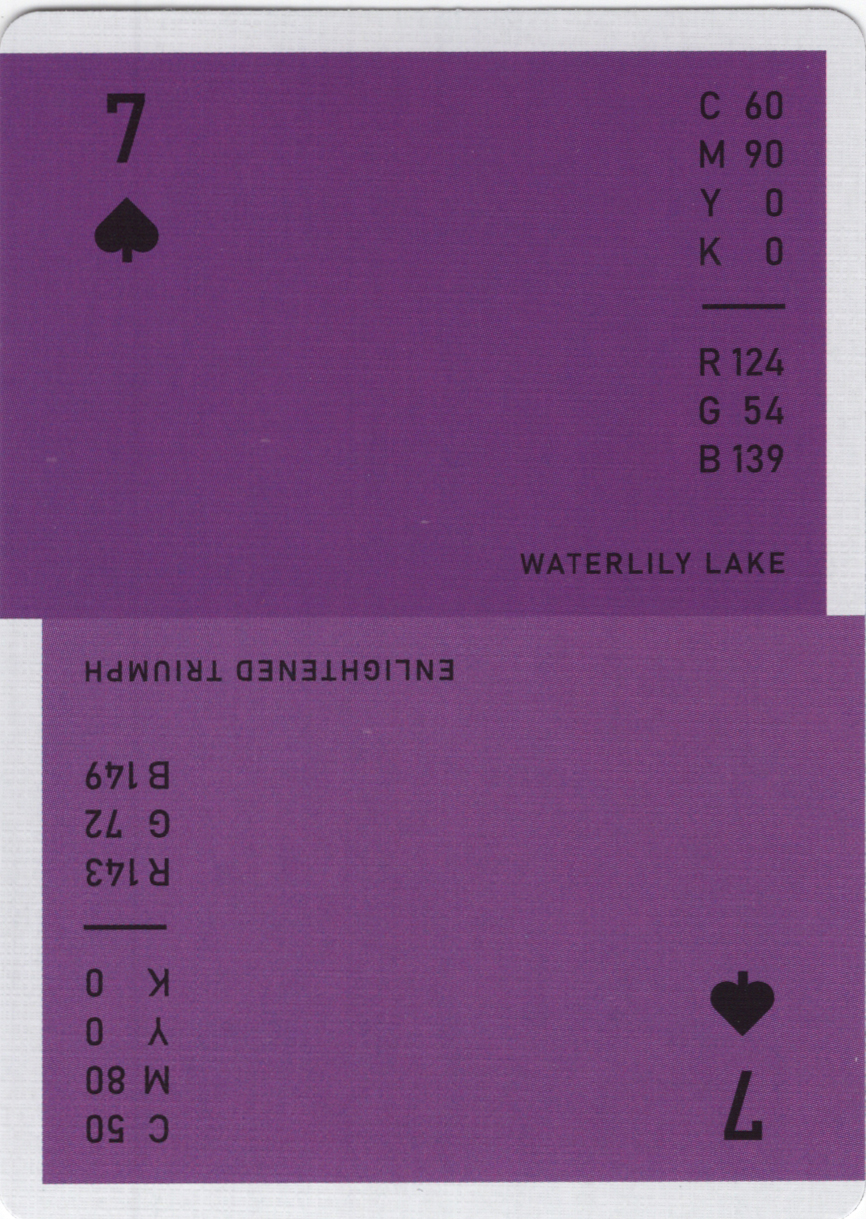 7
C 60
M 90
Y 0
K 0
R 124
G 54
B 139
WATERLILY LAKE
ENLIGHTENED TRIUMPH
B 149
G 72
R 143
K 0
Y 0
M 80
C 50
7